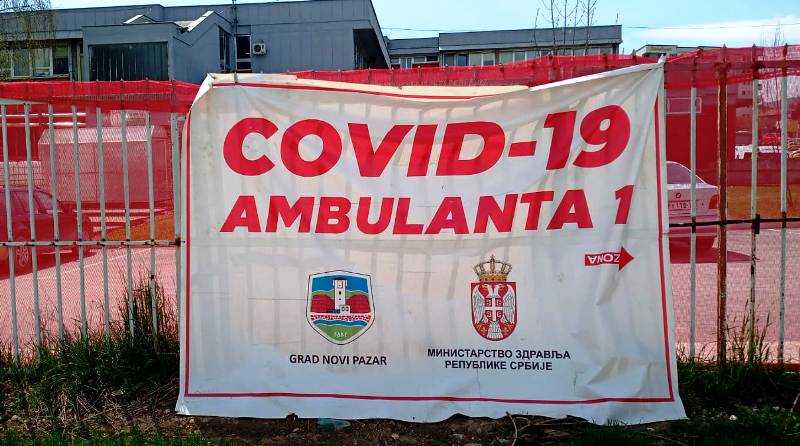 COVID-19
AMBULANTA 1
ZONA
GRAD NOVI PAZAR
МИНИСТАРСТВО ЗДРАВЉА
РЕПУБЛИКЕ СРБИЈЕ